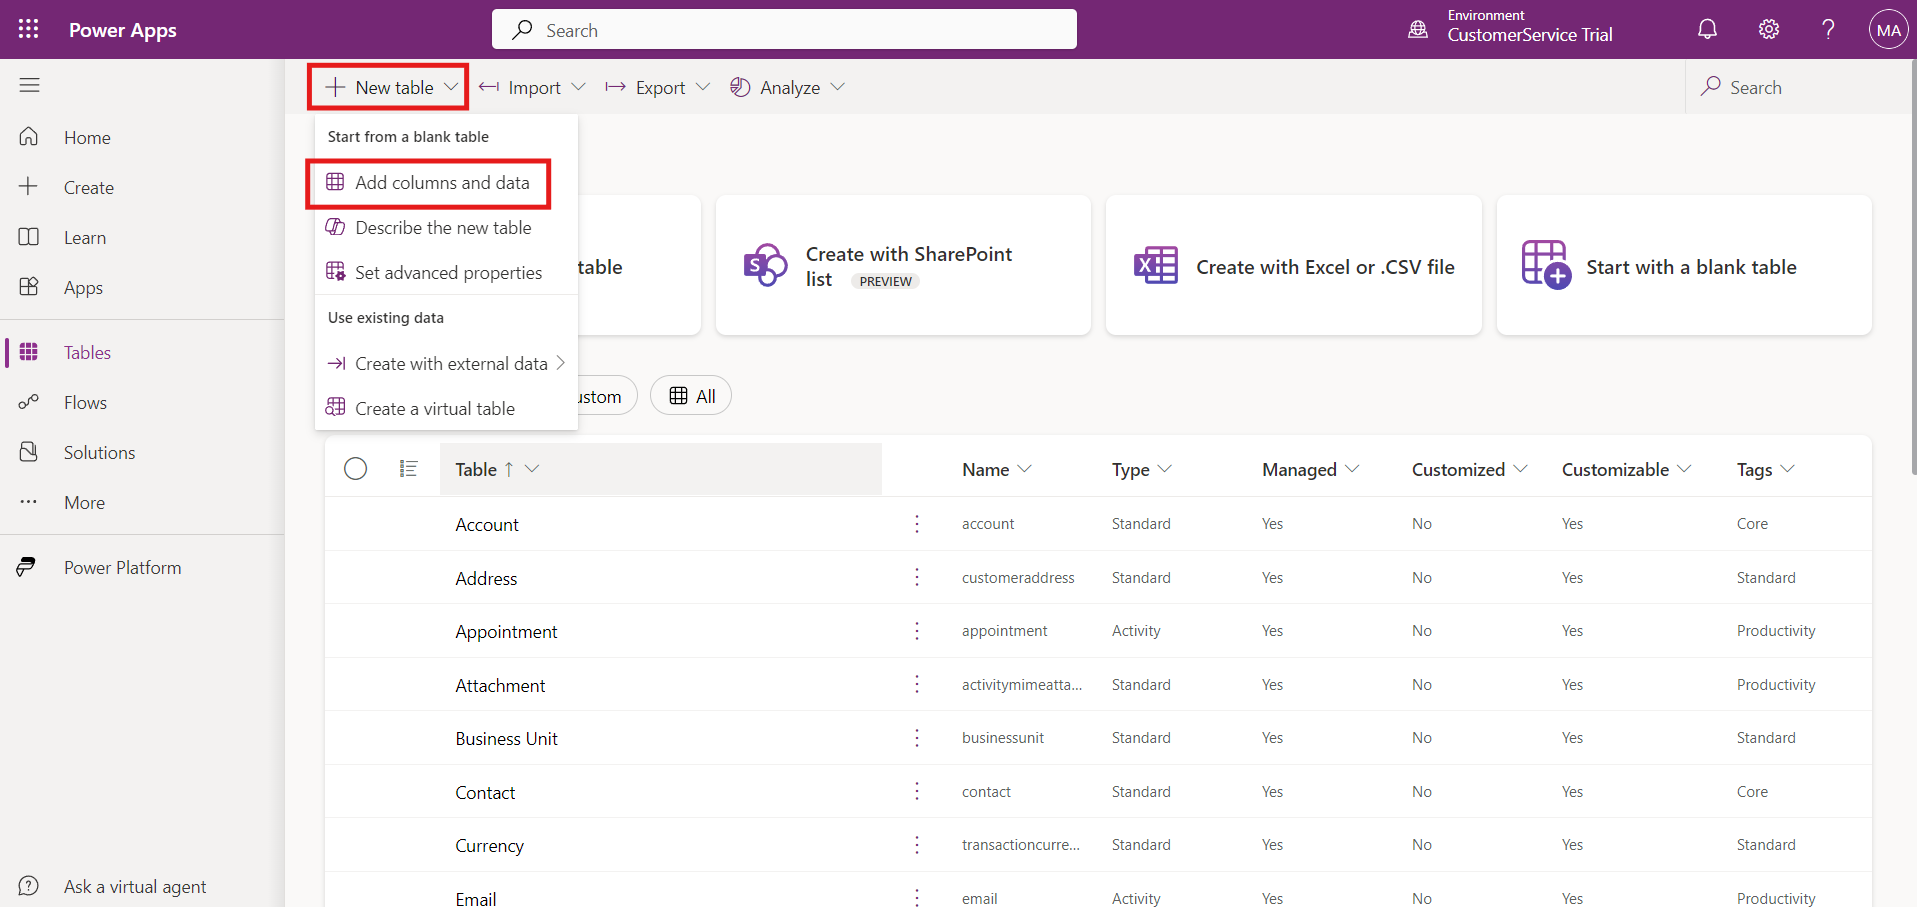 Power Apps
Search
Environment
CustomerService Trial
MA
New table
Import
Export
Analyze
Search
Home
Create
Learn
Apps
Tables
Flows
Solutions
More
Power Platform
Ask a virtual agent
Start from a blank table
Add columns and data
Describe the new table
Set advanced properties
Use existing data
Create with external data
Create a virtual table
table
Create with SharePoint
list PREVIEW
Create with Excel or .CSV file
Start with a blank table
ustom
All
Table ↑ Name Type Managed Customized Customizable Tags
Account account Standard Yes No Yes Core
Address customeraddress Standard Yes No Yes Standard
Appointment appointment Activity Yes No Yes Productivity
Attachment activitymimeatta... Standard Yes No Yes Productivity
Business Unit businessunit Standard Yes No Yes Standard
Contact contact Standard Yes No Yes Core
Currency transactioncurre... Standard Yes No Yes Standard
Email email Activity Yes No Yes Productivity